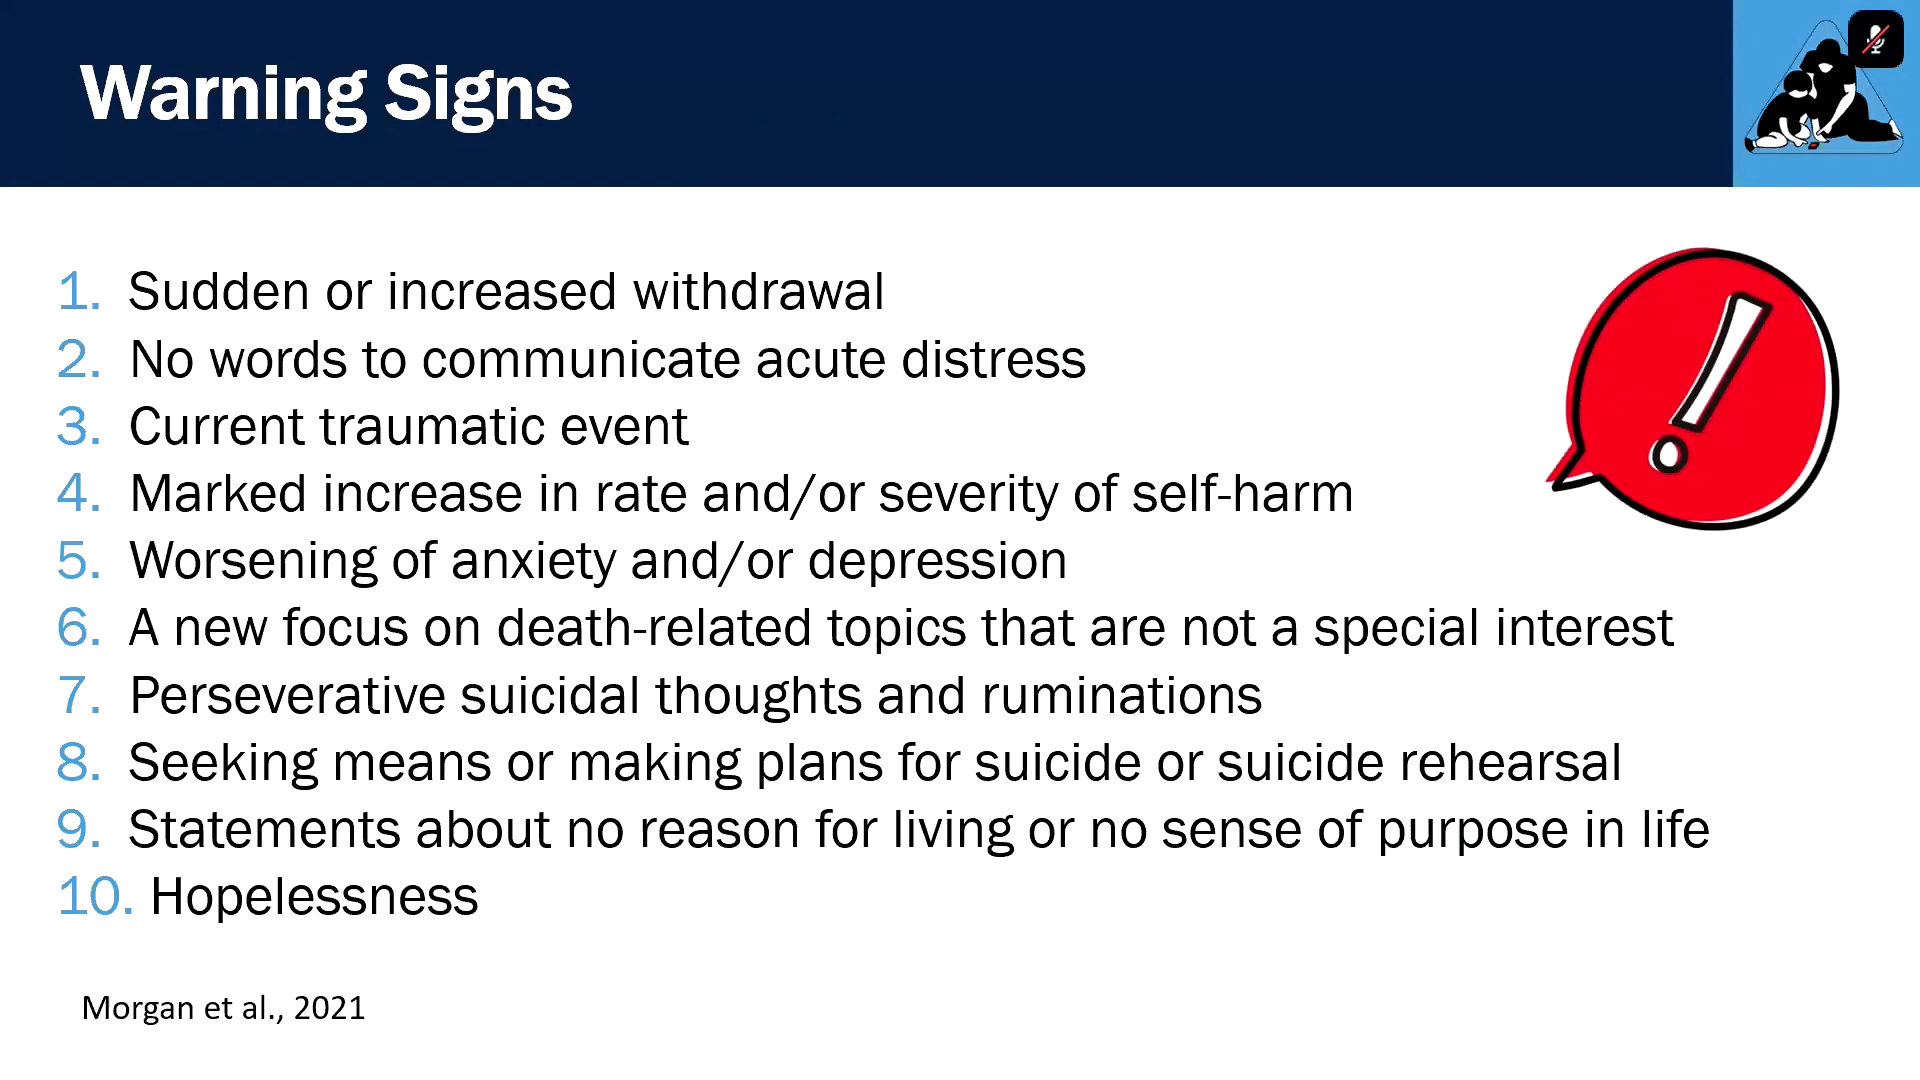 Warning Signs
1. Sudden or increased withdrawal
2. No words to communicate acute distress
3. Current traumatic event
4. Marked increase in rate and/or severity of self-harm
5. Worsening of anxiety and/or depression
6. A new focus on death-related topics that are not a special interest
7. Perseverative suicidal thoughts and ruminations
8. Seeking means or making plans for suicide or suicide rehearsal
9. Statements about no reason for living or no sense of purpose in life
10. Hopelessness
Morgan et al., 2021